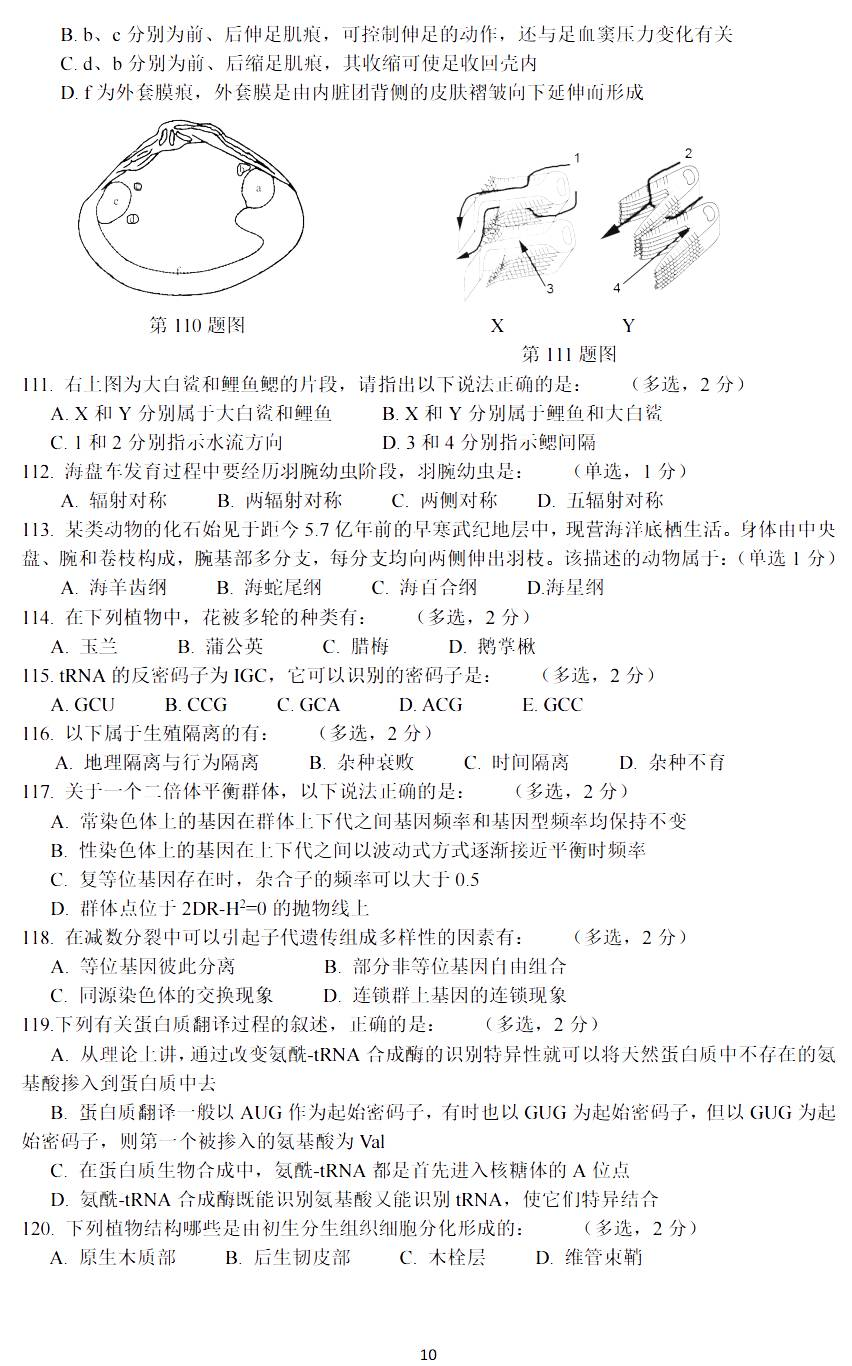 B. b、c 分别为前、后伸足肌痕，可控制伸足的动作，还与足血窦压力变化有关
C. d、b 分别为前、后缩足肌痕，其收缩可使足收回壳内
D. f 为外套膜痕，外套膜是由内脏团背侧的皮肤褶皱向下延伸而形成
e
a
b
f
1
2
3
4
第 110 题图
X
Y
第 111 题图
111. 右上图为大白鲨和鲤鱼鳃的片段，请指出以下说法正确的是： （多选，2 分）
A. X 和 Y 分别属于大白鲨和鲤鱼 B. X 和 Y 分别属于鲤鱼和大白鲨
C. 1 和 2 分别指示水流方向 D. 3 和 4 分别指示鳃间隔
112. 海盘车发育过程中要经历羽腕幼虫阶段，羽腕幼虫是： （单选，1 分）
A. 辐射对称 B. 两辐射对称 C. 两侧对称 D. 五辐射对称
113. 某类动物的化石始见于距今 5.7 亿年前的早寒武纪地层中，现营海洋底栖生活。身体由中央
盘、腕和卷枝构成，腕基部多分支，每分支均向两侧伸出羽枝。该描述的动物属于：（单选 1 分）
A. 海羊齿纲 B. 海蛇尾纲 C. 海百合纲 D.海星纲
114. 在下列植物中，花被多轮的种类有： （多选，2 分）
A. 玉兰 B. 蒲公英 C. 腊梅 D. 鹅掌楸
115. tRNA 的反密码子为 IGC，它可以识别的密码子是： （多选，2 分）
A. GCU B. CCG C. GCA D. ACG E. GCC
116. 以下属于生殖隔离的有： （多选，2 分）
A. 地理隔离与行为隔离 B. 杂种衰败 C. 时间隔离 D. 杂种不育
117. 关于一个二倍体平衡群体，以下说法正确的是： （多选，2 分）
A. 常染色体上的基因在群体上下代之间基因频率和基因型频率均保持不变
B. 性染色体上的基因在上下代之间以波动式方式逐渐接近平衡时频率
C. 复等位基因存在时，杂合子的频率可以大于 0.5
D. 群体点位于 2DR-H²=0 的抛物线上
118. 在减数分裂中可以引起子代遗传组成多样性的因素有： （多选，2 分）
A. 等位基因彼此分离 B. 部分非等位基因自由组合
C. 同源染色体的交换现象 D. 连锁群上基因的连锁现象
119.下列有关蛋白质翻译过程的叙述，正确的是： （多选，2 分）
A. 从理论上讲，通过改变氨酰-tRNA 合成酶的识别特异性就可以将天然蛋白质中不存在的氨
基酸掺入到蛋白质中去
B. 蛋白质翻译一般以 AUG 作为起始密码子，有时也以 GUG 为起始密码子，但以 GUG 为起
始密码子，则第一个被掺入的氨基酸为 Val
C. 在蛋白质生物合成中，氨酰-tRNA 都是首先进入核糖体的 A 位点
D. 氨酰-tRNA 合成酶既能识别氨基酸又能识别 tRNA，使它们特异结合
120. 下列植物结构哪些是由初生分生组织细胞分化形成的： （多选，2 分）
A. 原生木质部 B. 后生韧皮部 C. 木栓层 D. 维管束鞘
10